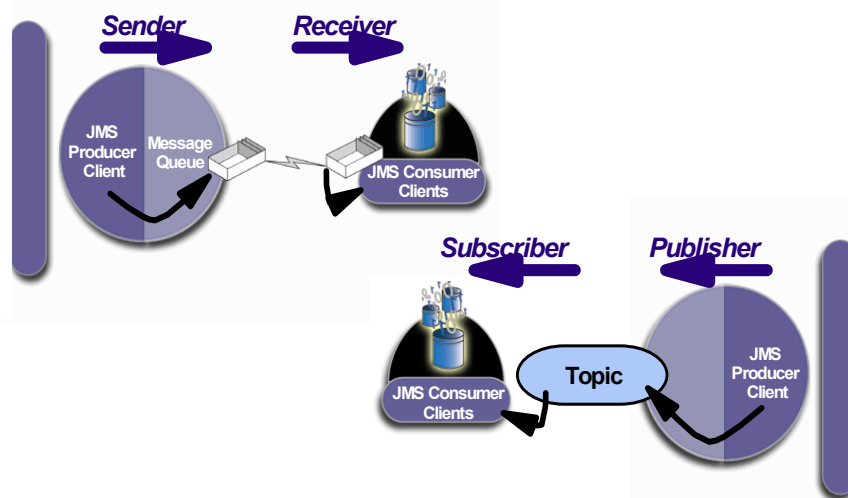 Sender
Receiver
JMS
Producer
Client
Message
Queue
JMS Consumer
Clients
Subscriber
Publisher
JMS Consumer
Clients
Topic
JMS
Producer
Client